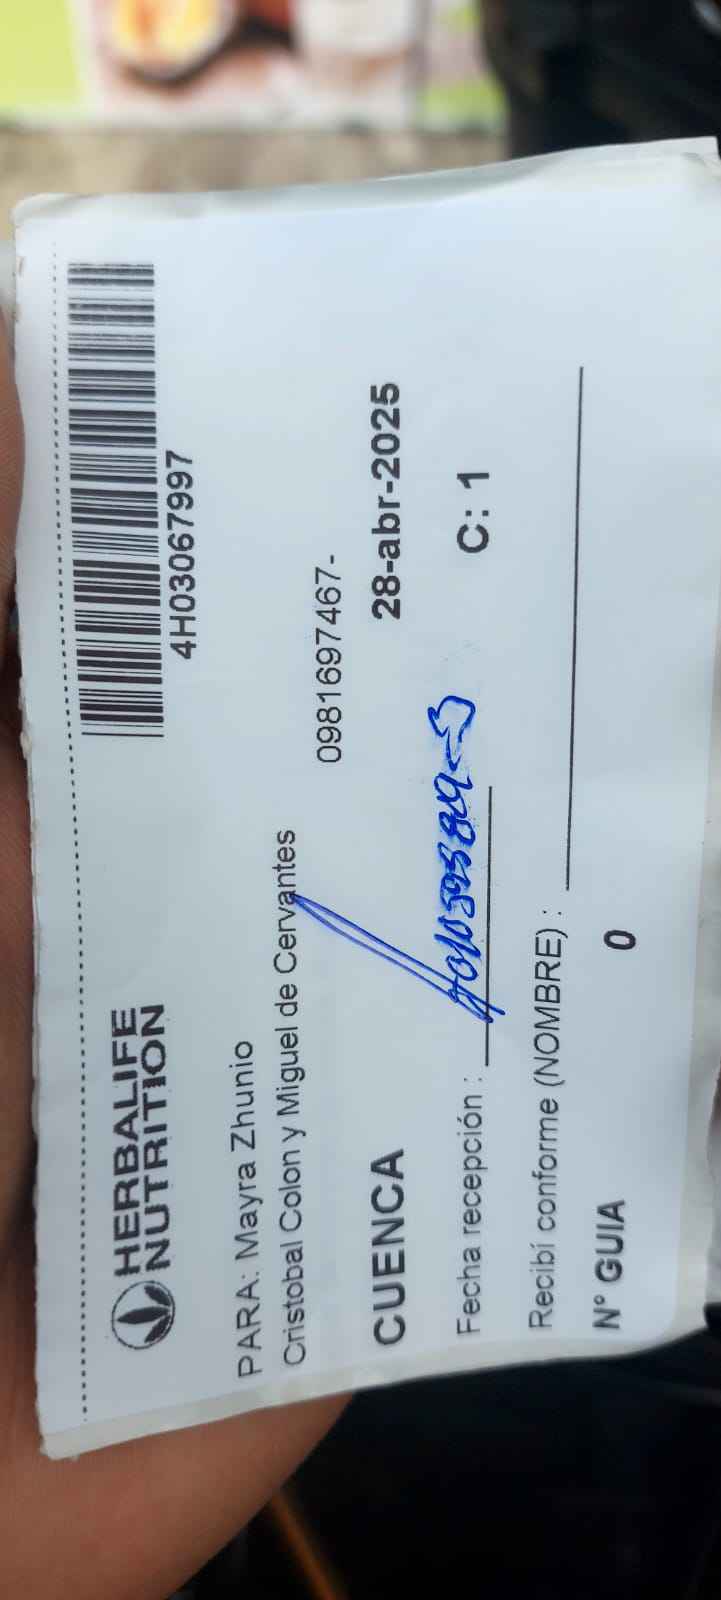 HERBALIFE
NUTRITION
4H03067997
PARA: Mayra Zhunio
Cristobal Colon y Miguel de Cervantes
0981697467-
CUENCA 28-abr-2025
Fecha recepción : C: 1
Recibí conforme (NOMBRE) :
N° GUIA 0